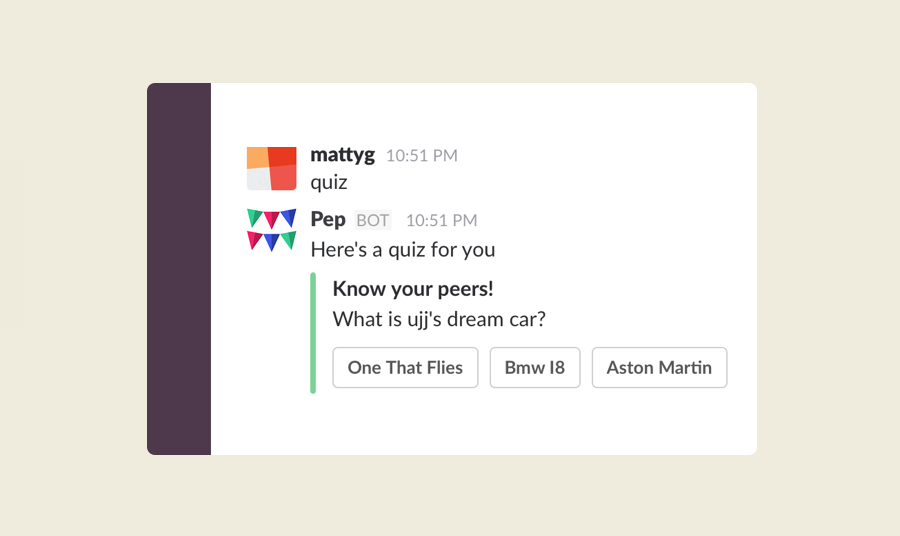 mattyg 10:51 PM
quiz
Pep BOT 10:51 PM
Here's a quiz for you
Know your peers!
What is ujj's dream car?
One That Flies Bmw I8 Aston Martin